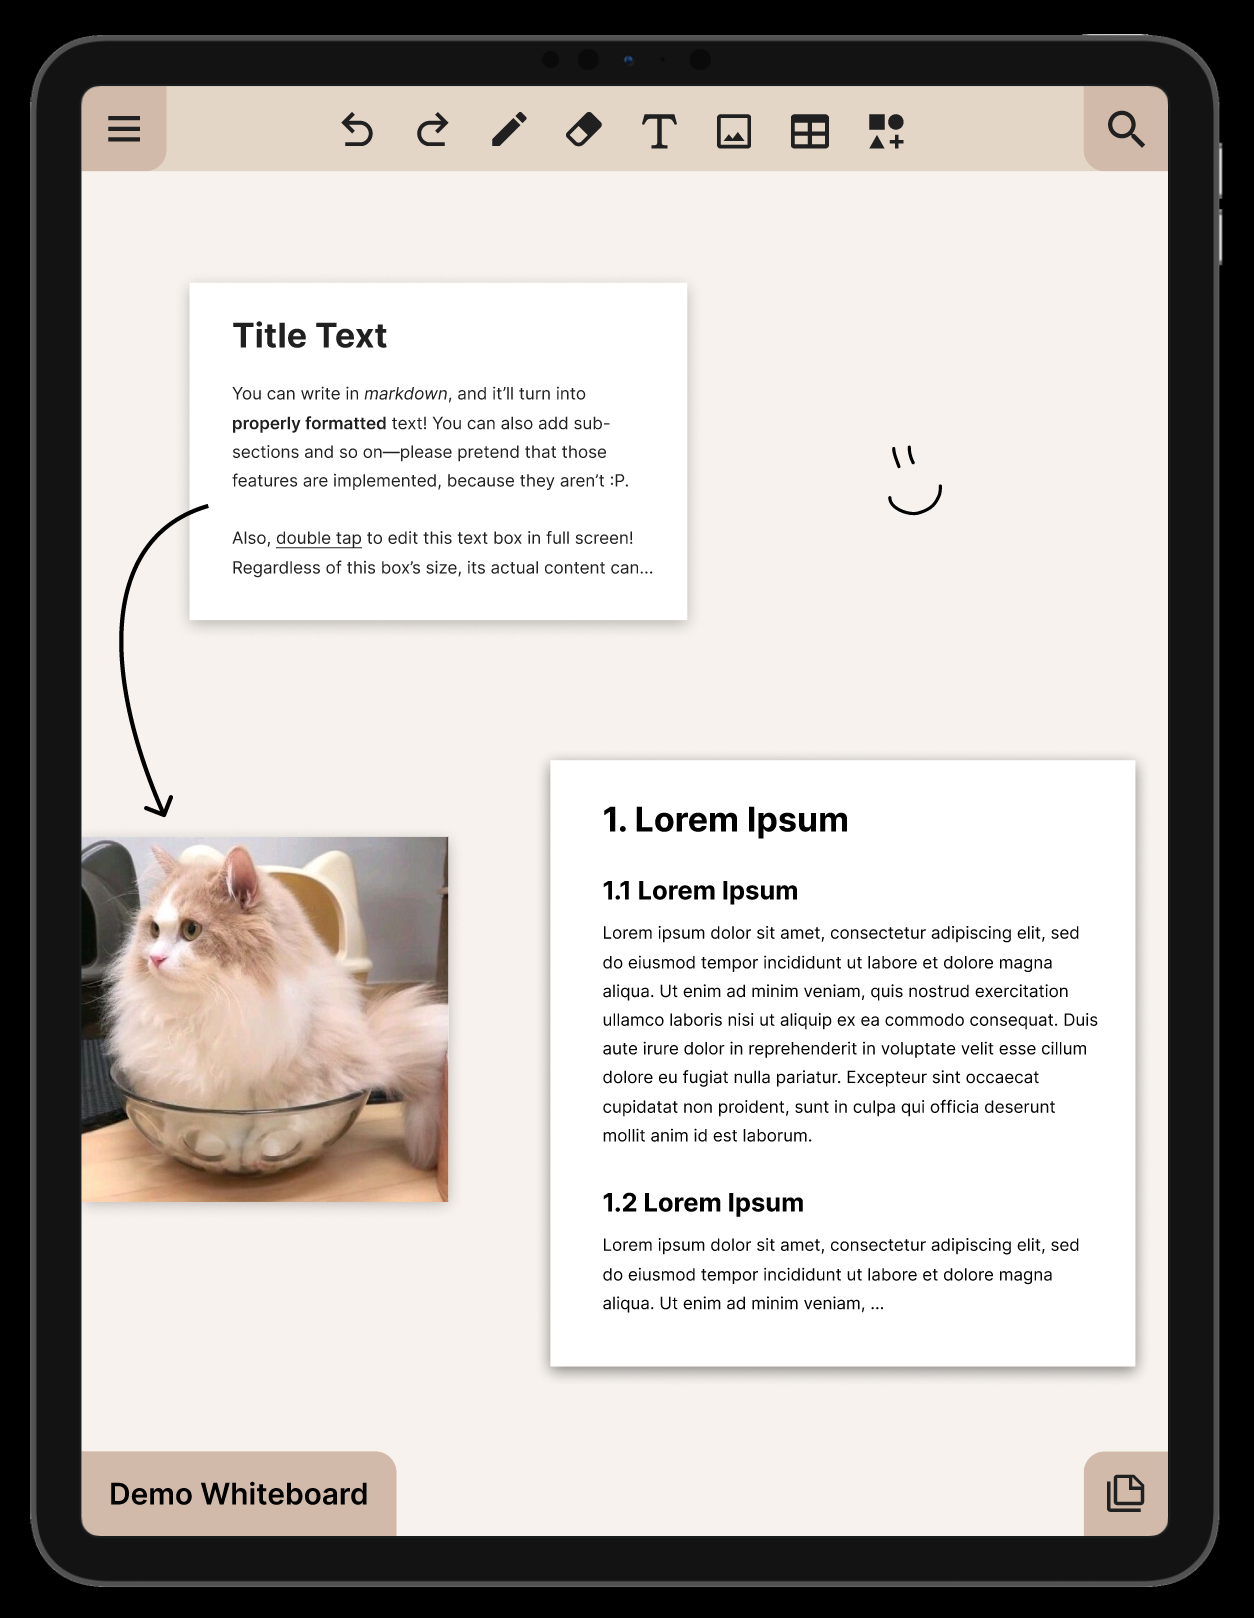 Title Text
You can write in markdown, and it’ll turn into
properly formatted text! You can also add sub-
sections and so on—please pretend that those
features are implemented, because they aren’t :P.
Also, double tap to edit this text box in full screen!
Regardless of this box’s size, its actual content can...
1. Lorem Ipsum
1.1 Lorem Ipsum
Lorem ipsum dolor sit amet, consectetur adipiscing elit, sed
do eiusmod tempor incididunt ut labore et dolore magna
aliqua. Ut enim ad minim veniam, quis nostrud exercitation
ullamco laboris nisi ut aliquip ex ea commodo consequat. Duis
aute irure dolor in reprehenderit in voluptate velit esse cillum
dolore eu fugiat nulla pariatur. Excepteur sint occaecat
cupidatat non proident, sunt in culpa qui officia deserunt
mollit anim id est laborum.
1.2 Lorem Ipsum
Lorem ipsum dolor sit amet, consectetur adipiscing elit, sed
do eiusmod tempor incididunt ut labore et dolore magna
aliqua. Ut enim ad minim veniam, ...
Demo Whiteboard